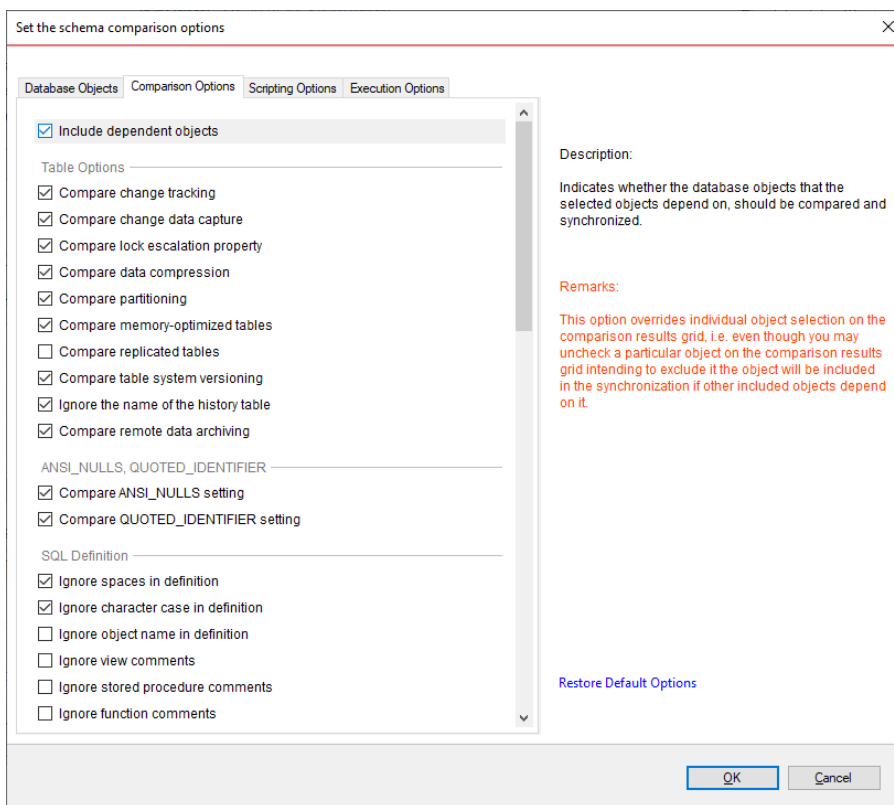 Set the schema comparison options
Database Objects Comparison Options Scripting Options Execution Options
Include dependent objects
Table Options
Compare change tracking
Compare change data capture
Compare lock escalation property
Compare data compression
Compare partitioning
Compare memory-optimized tables
Compare replicated tables
Compare table system versioning
Ignore the name of the history table
Compare remote data archiving
ANSI_NULLS, QUOTED_IDENTIFIER
Compare ANSI_NULLS setting
Compare QUOTED_IDENTIFIER setting
SQL Definition
Ignore spaces in definition
Ignore character case in definition
Ignore object name in definition
Ignore view comments
Ignore stored procedure comments
Ignore function comments
Description:
Indicates whether the database objects that the
selected objects depend on, should be compared and
synchronized.
Remarks:
This option overrides individual object selection on the
comparison results grid, i.e. even though you may
uncheck a particular object on the comparison results
grid intending to exclude it the object will be included
in the synchronization if other included objects depend
on it.
Restore Default Options
OK Cancel